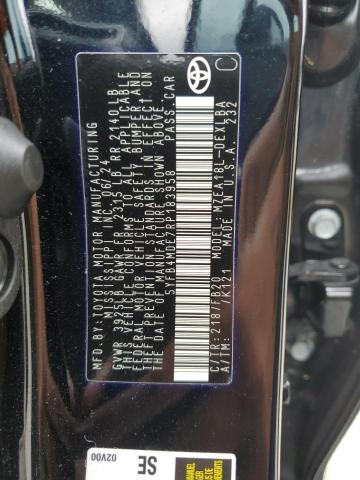 MFD.BY: TOYOTA MOTOR MANUFACTURING
MISSISSIPPI, INC. 06/24
GVWR 3925LB GAWR FR 2315 LB RR 2140LB
THIS VEHICLE CONFORMS TO ALL APPLICABLE
FEDERAL MOTOR VEHICLE SAFETY, BUMPER AND
THEFT PREVENTION STANDARDS IN EFFECT ON
THE DATE OF MANUFACTURE SHOWN ABOVE.
5YFB4MDE7RP183958 PASS.CAR
C/TR:218/FB20 MODEL:MZEA18L-DEXLBA
A/TM: /K121 MADE IN U.S.A. 232
C
SE
02V00